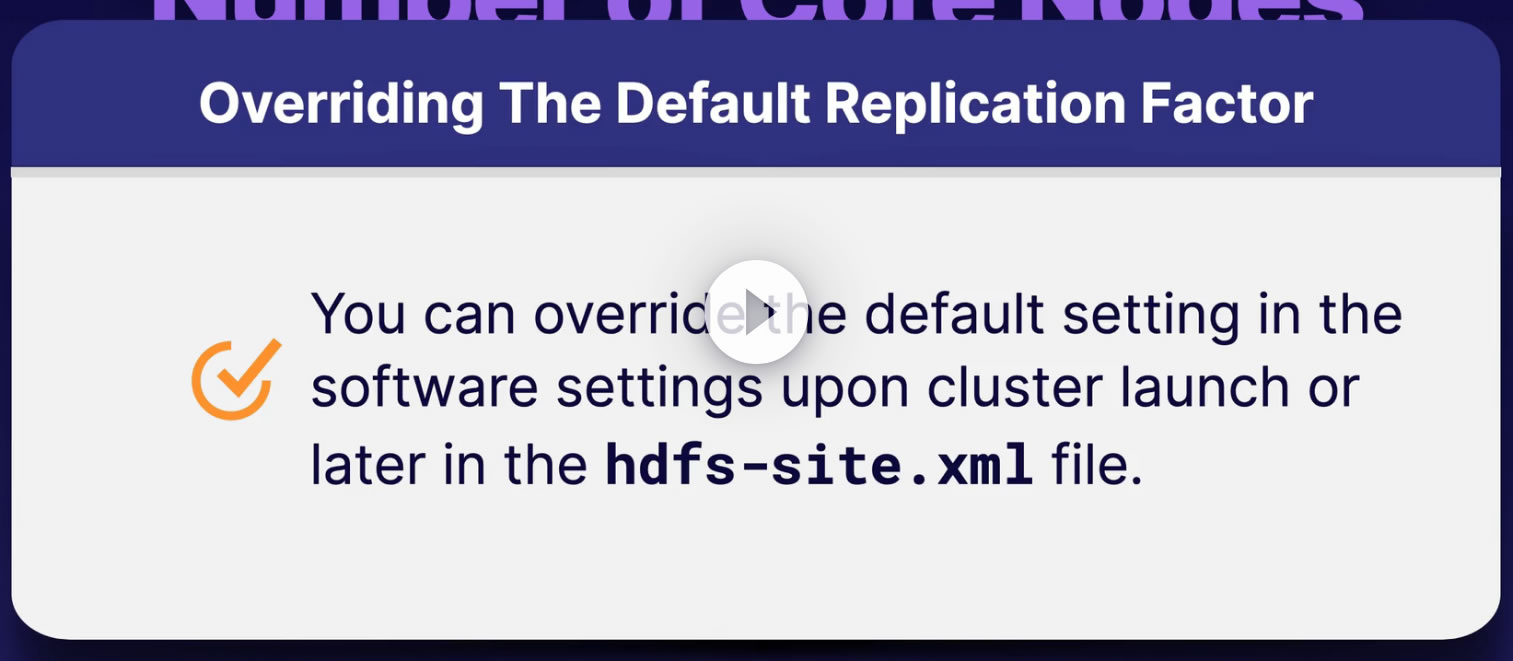 Number of Core Nodes
Overriding The Default Replication Factor
You can override the default setting in the
software settings upon cluster launch or
later in the hdfs-site.xml file.